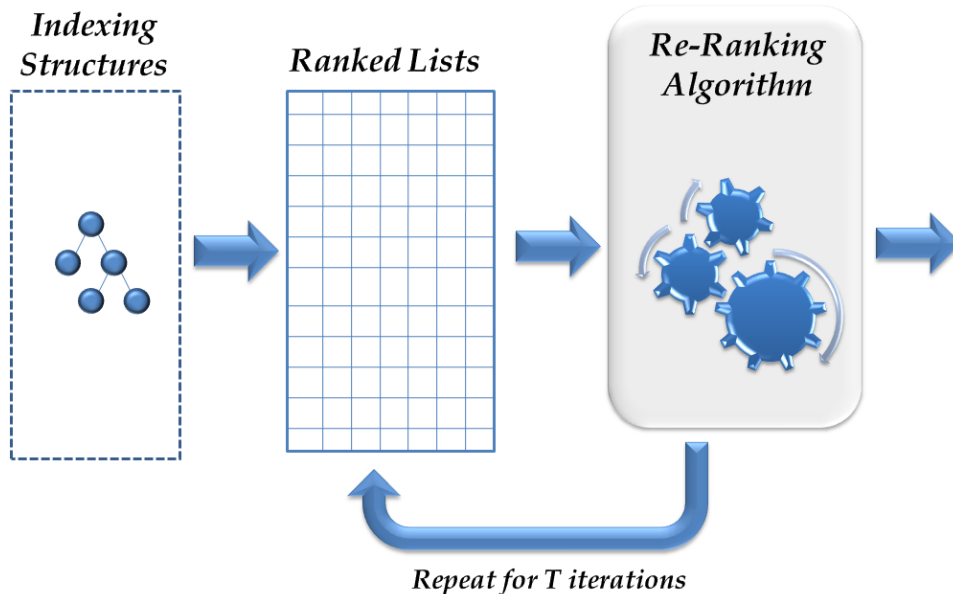 Indexing
Structures
Ranked Lists
Re-Ranking
Algorithm
Repeat for T iterations